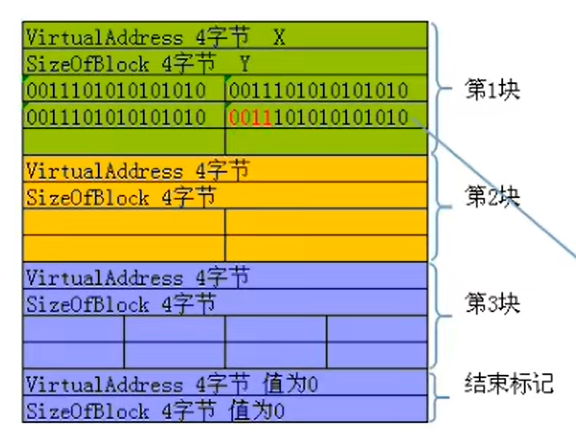 VirtualAddress 4字节 X
SizeOfBlock 4字节 Y
0011101010101010 0011101010101010
0011101010101010 0011101010101010
第1块
VirtualAddress 4字节
SizeOfBlock 4字节
第2块
VirtualAddress 4字节
SizeOfBlock 4字节
第3块
VirtualAddress 4字节 值为0
SizeOfBlock 4字节 值为0
结束标记